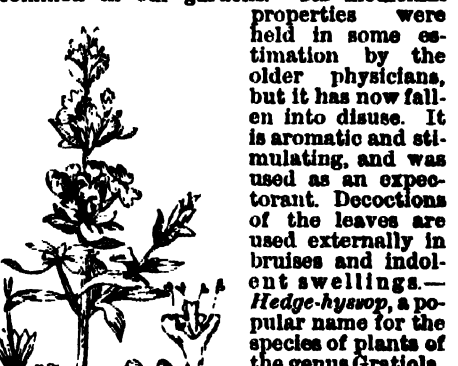 in our gardens. Its medicinal
properties were
held in some es-
timation by the
older physicians,
but it has now fall-
en into disuse. It
is aromatic and sti-
mulating, and was
used as an expec-
torant. Decoctions
of the leaves are
used externally in
bruises and indol-
ent swellings.—
Hedge-hyssop, a po-
pular name for the
species of plants of
the genus Gratiola.